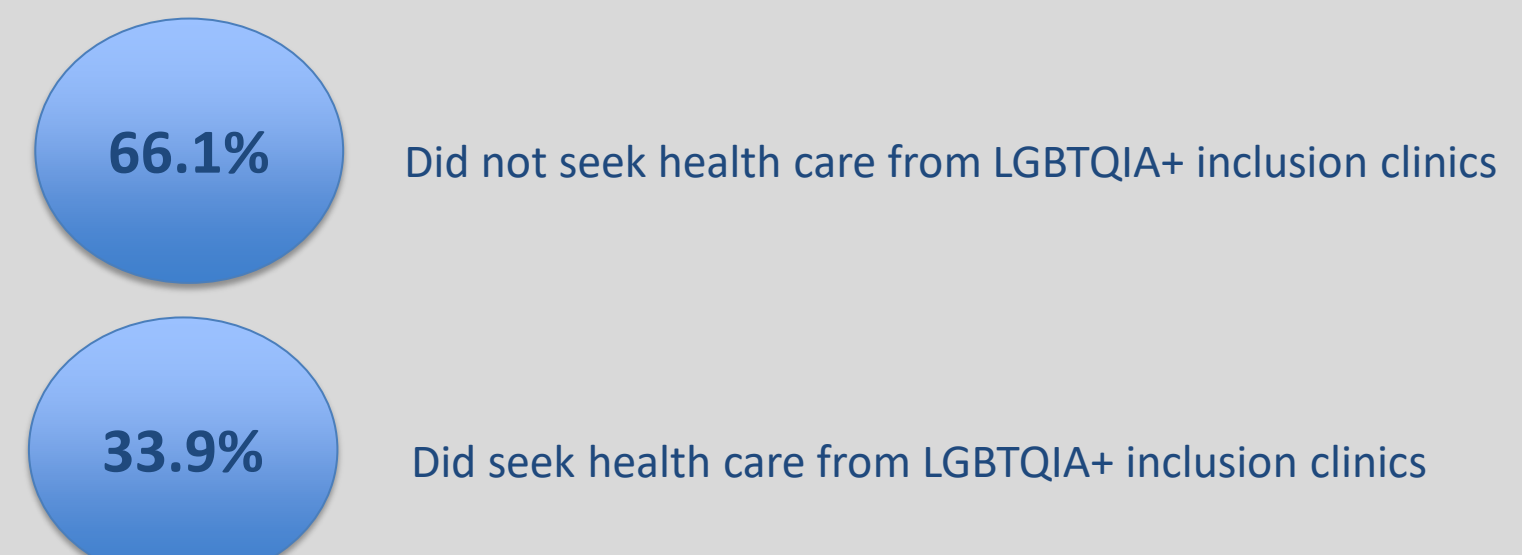 66.1%
Did not seek health care from LGBTQIA+ inclusion clinics
33.9%
Did seek health care from LGBTQIA+ inclusion clinics